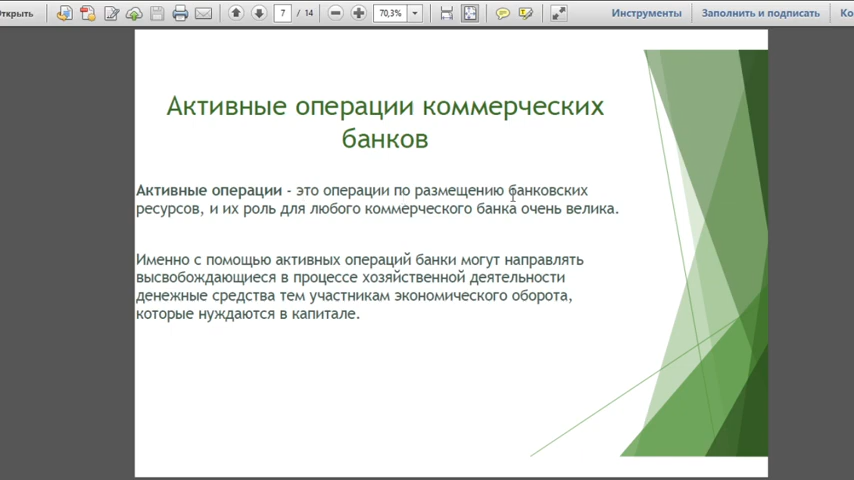 Открыть
7 / 14
70,3%
Инструменты
Заполнить и подписать
Ко
Активные операции коммерческих
банков
Активные операции - это операции по размещению банковских
ресурсов, и их роль для любого коммерческого банка очень велика.
Именно с помощью активных операций банки могут направлять
высвобождающиеся в процессе хозяйственной деятельности
денежные средства тем участникам экономического оборота,
которые нуждаются в капитале.